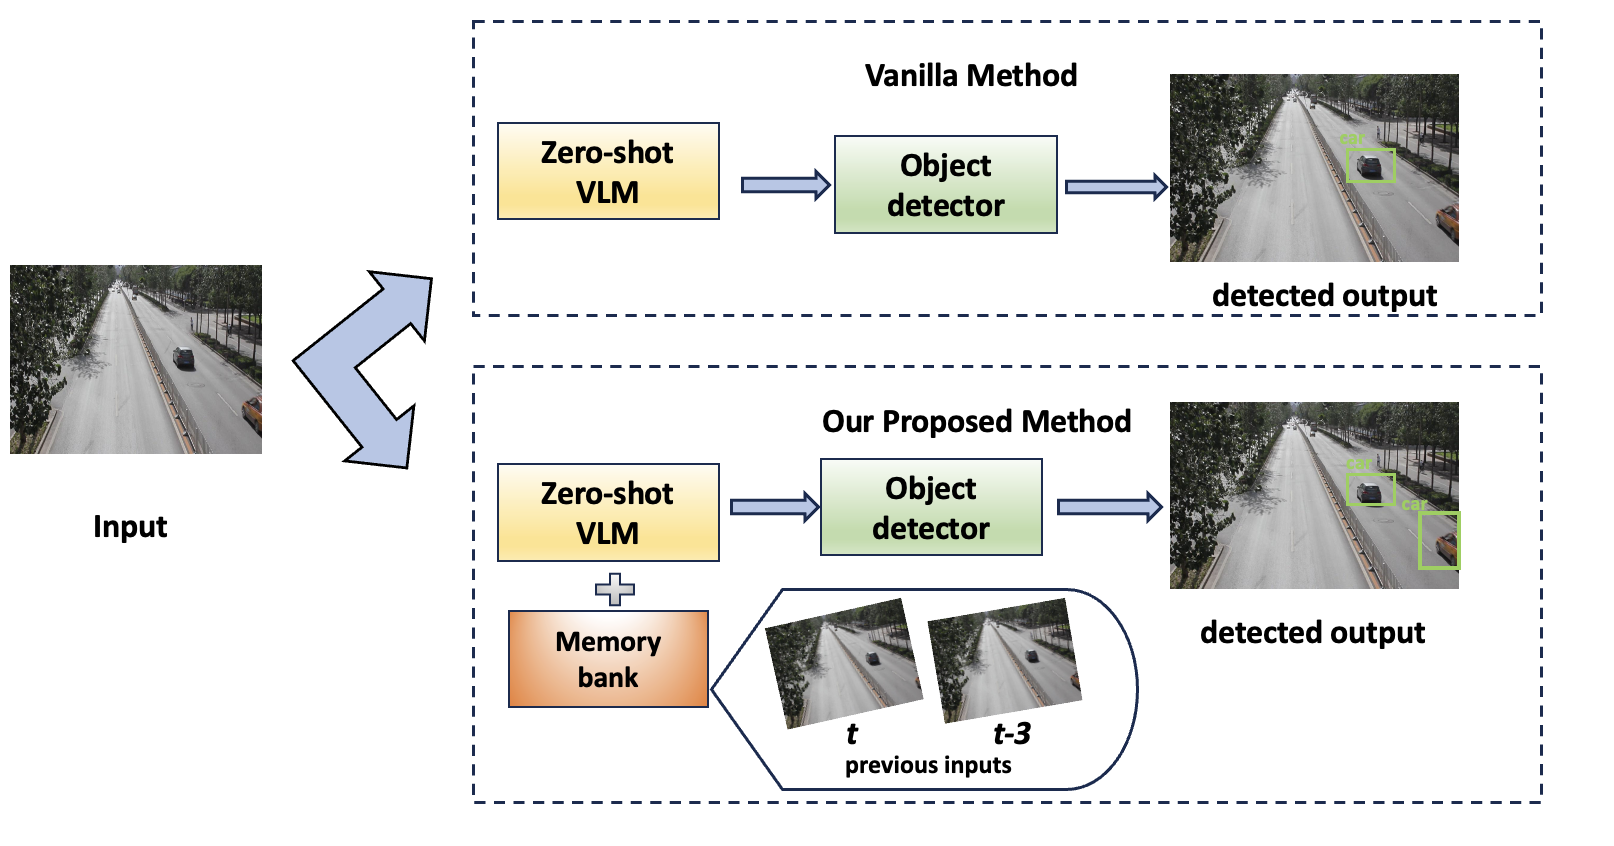 Vanilla Method
Zero-shot
VLM
Object
detector
car
detected output
Input
Our Proposed Method
Zero-shot
VLM
Object
detector
car
car
detected output
Memory
bank
t
t-3
previous inputs